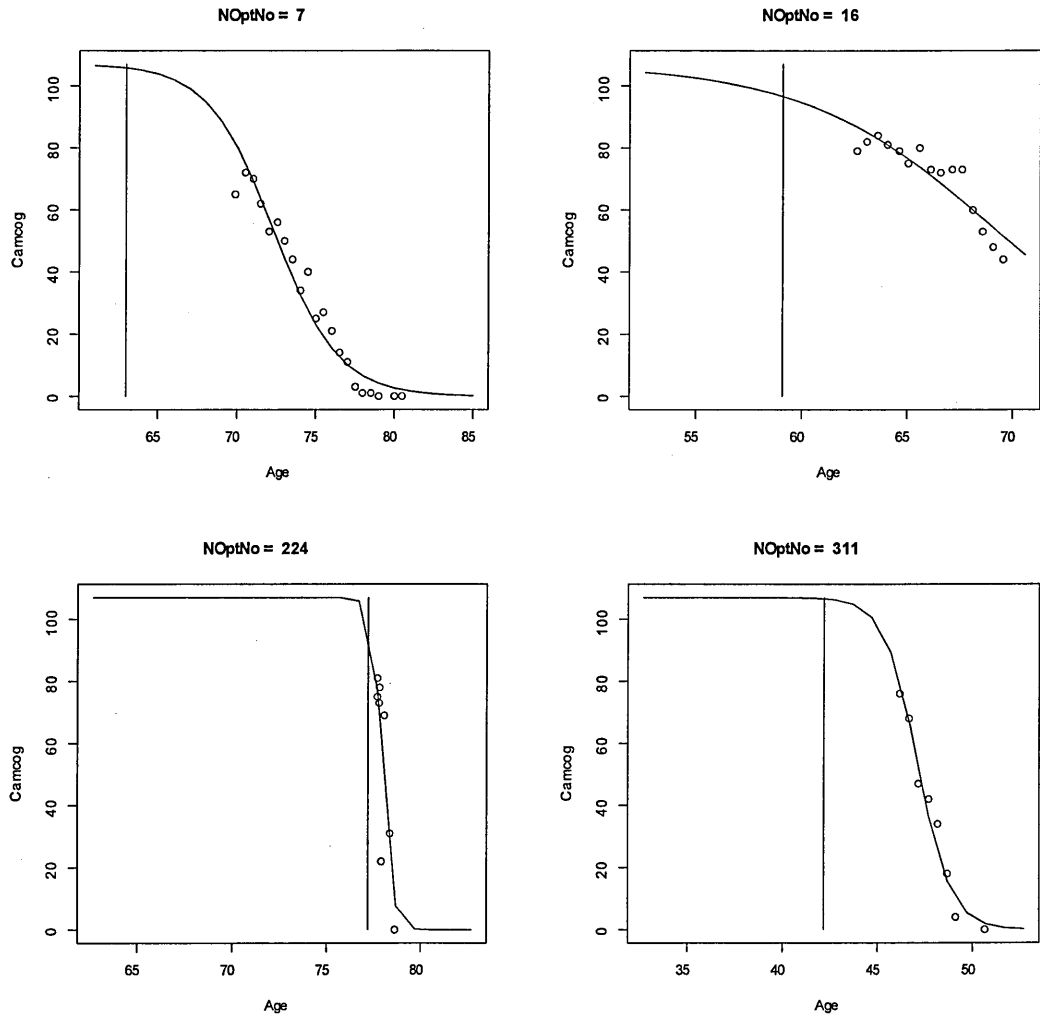 NOptNo = 7
Camcog
0 20 40 60 80 100
65 70 75 80 85
Age
NOptNo = 16
Camcog
0 20 40 60 80 100
55 60 65 70
Age
NOptNo = 224
Camcog
0 20 40 60 80 100
65 70 75 80
Age
NOptNo = 311
Camcog
0 20 40 60 80 100
35 40 45 50
Age